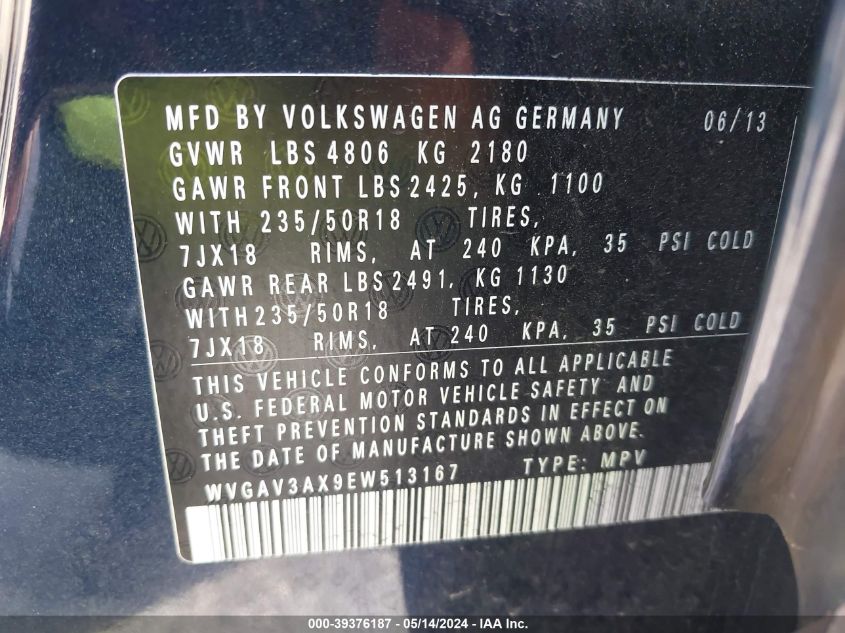 MFD BY VOLKSWAGEN AG GERMANY 06/13
GVWR LBS 4806 KG 2180
GAWR FRONT LBS 2425, KG 1100
WITH 235/50R18 TIRES,
7JX18 RIMS, AT 240 KPA, 35 PSI COLD
GAWR REAR LBS 2491, KG 1130
WITH 235/50R18 TIRES,
7JX18 RIMS, AT 240 KPA, 35 PSI COLD
THIS VEHICLE CONFORMS TO ALL APPLICABLE
U.S. FEDERAL MOTOR VEHICLE SAFETY AND
THEFT PREVENTION STANDARDS IN EFFECT ON
THE DATE OF MANUFACTURE SHOWN ABOVE.
WVGAV3AX9EW513167 TYPE: MPV
000-39376187 - 05/14/2024 - IAA Inc.